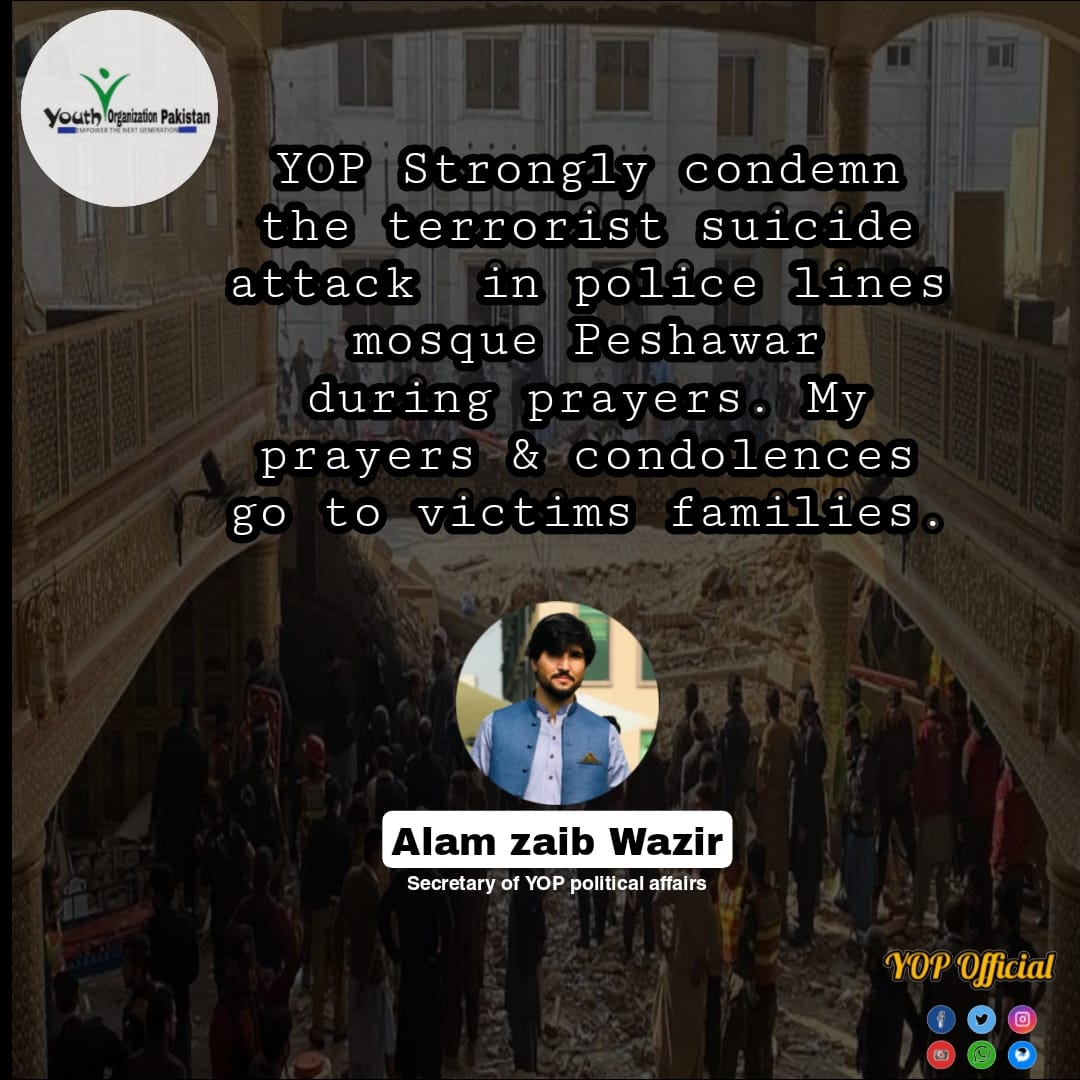 Youth Organization Pakistan
EMPOWER THE NEXT GENERATION
YOP Strongly condemn
the terrorist suicide
attack  in police lines
mosque Peshawar
during prayers. My
prayers & condolences
go to victims families.
Alam zaib Wazir
Secretary of YOP political affairs
YOP Official